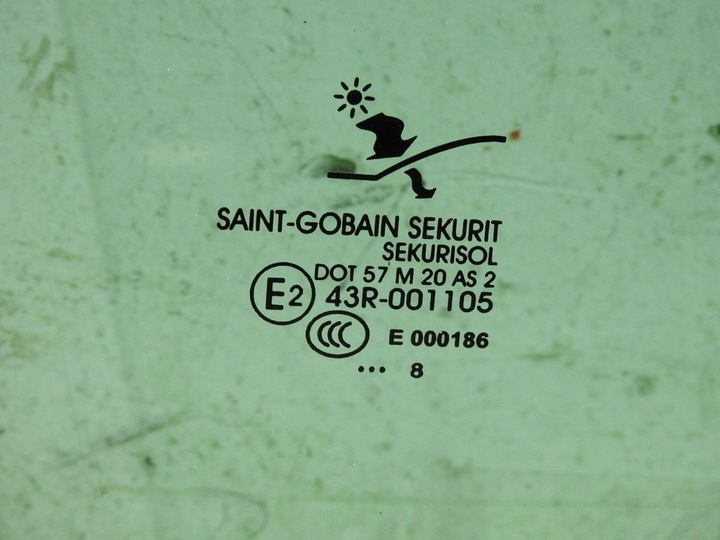 SAINT-GOBAIN SEKURIT
SEKURISOL
DOT 57 M 20 AS 2
E2 43R-001105
CCC E 000186
... 8